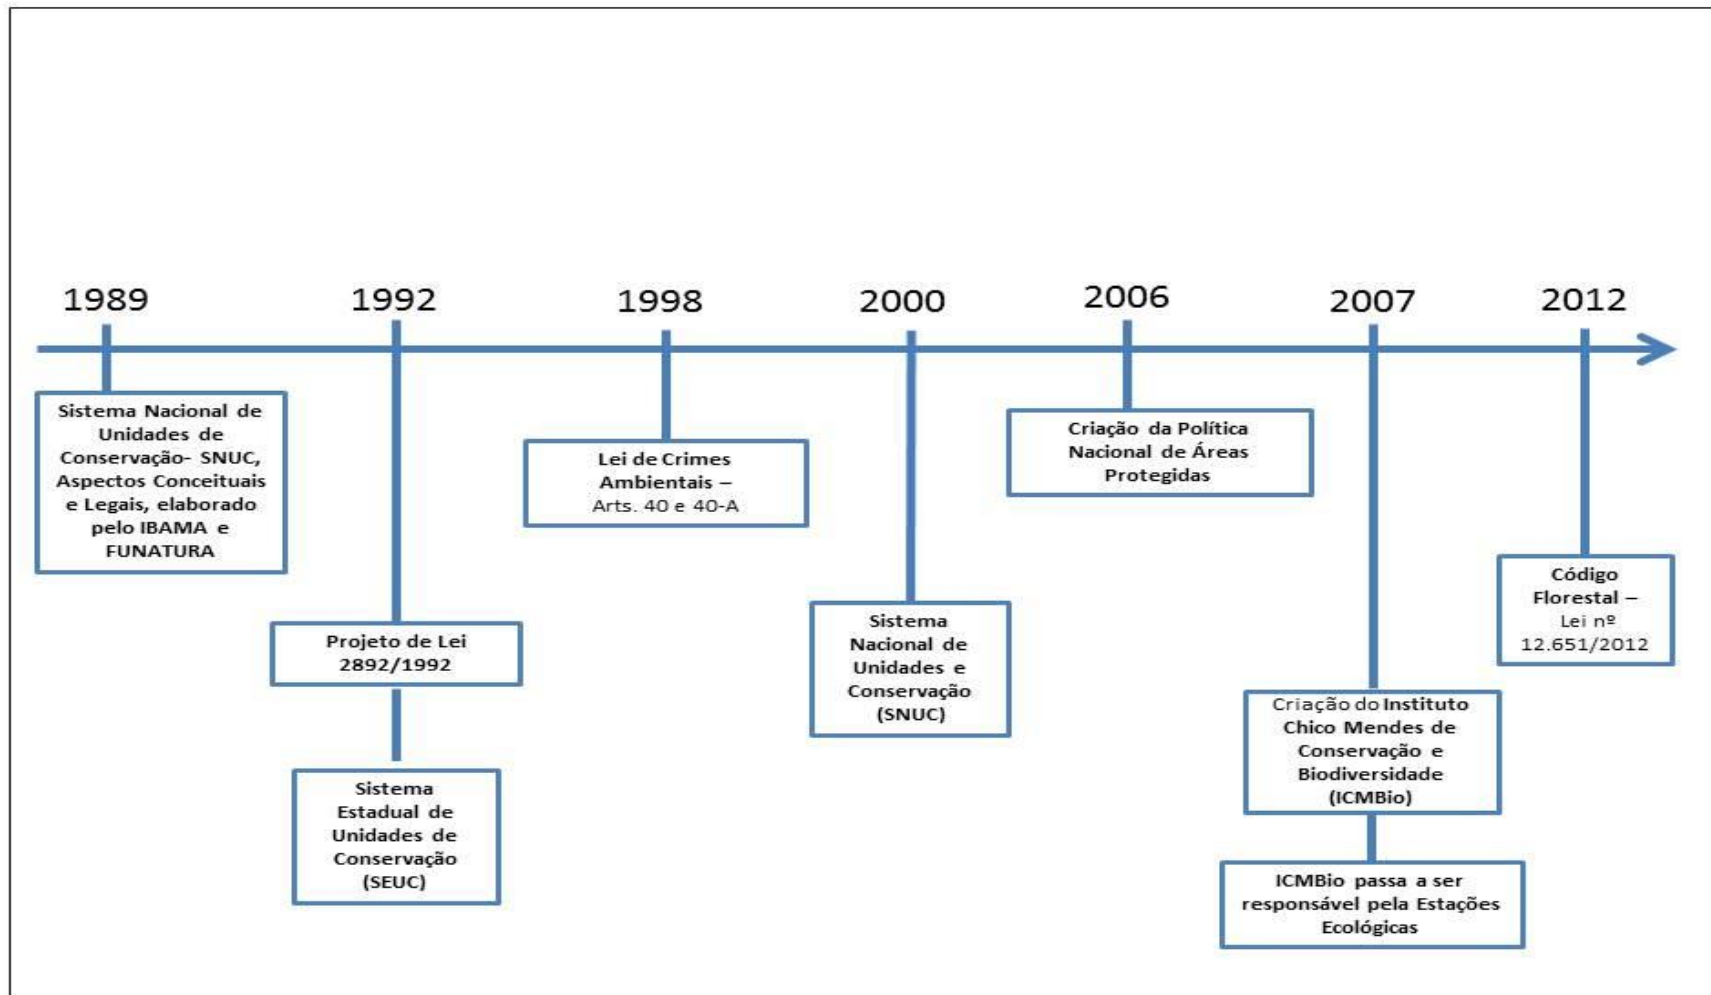 1989
1992
1998
2000
2006
2007
2012
Sistema Nacional de
Unidades de
Conservação- SNUC,
Aspectos Conceituais
e Legais, elaborado
pelo IBAMA e
FUNATURA
Projeto de Lei
2892/1992
Sistema
Estadual de
Unidades de
Conservação
(SEUC)
Lei de Crimes
Ambientais –
Arts. 40 e 40-A
Sistema
Nacional de
Unidades e
Conservação
(SNUC)
Criação da Política
Nacional de Áreas
Protegidas
Criação do Instituto
Chico Mendes de
Conservação e
Biodiversidade
(ICMBio)
ICMBio passa a ser
responsável pela Estações
Ecológicas
Código
Florestal –
Lei nº
12.651/2012